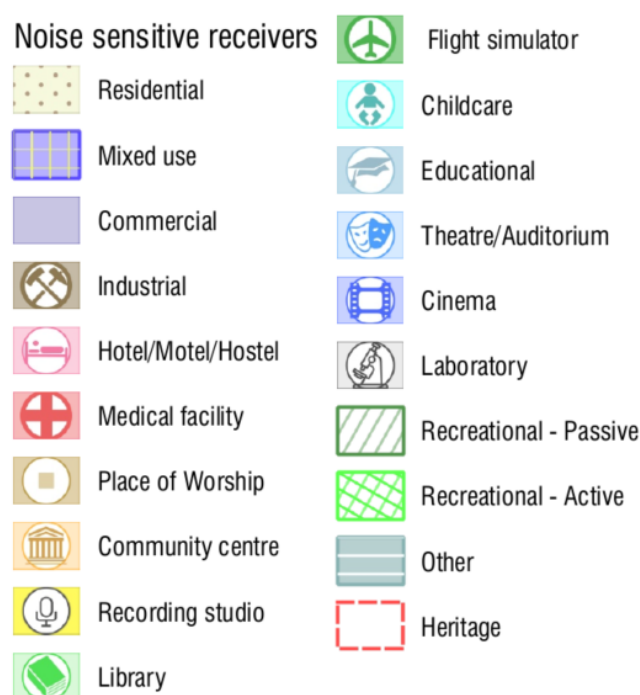 Noise sensitive receivers
Residential
Mixed use
Commercial
Industrial
Hotel/Motel/Hostel
Medical facility
Place of Worship
Community centre
Recording studio
Library
Flight simulator
Childcare
Educational
Theatre/Auditorium
Cinema
Laboratory
Recreational - Passive
Recreational - Active
Other
Heritage